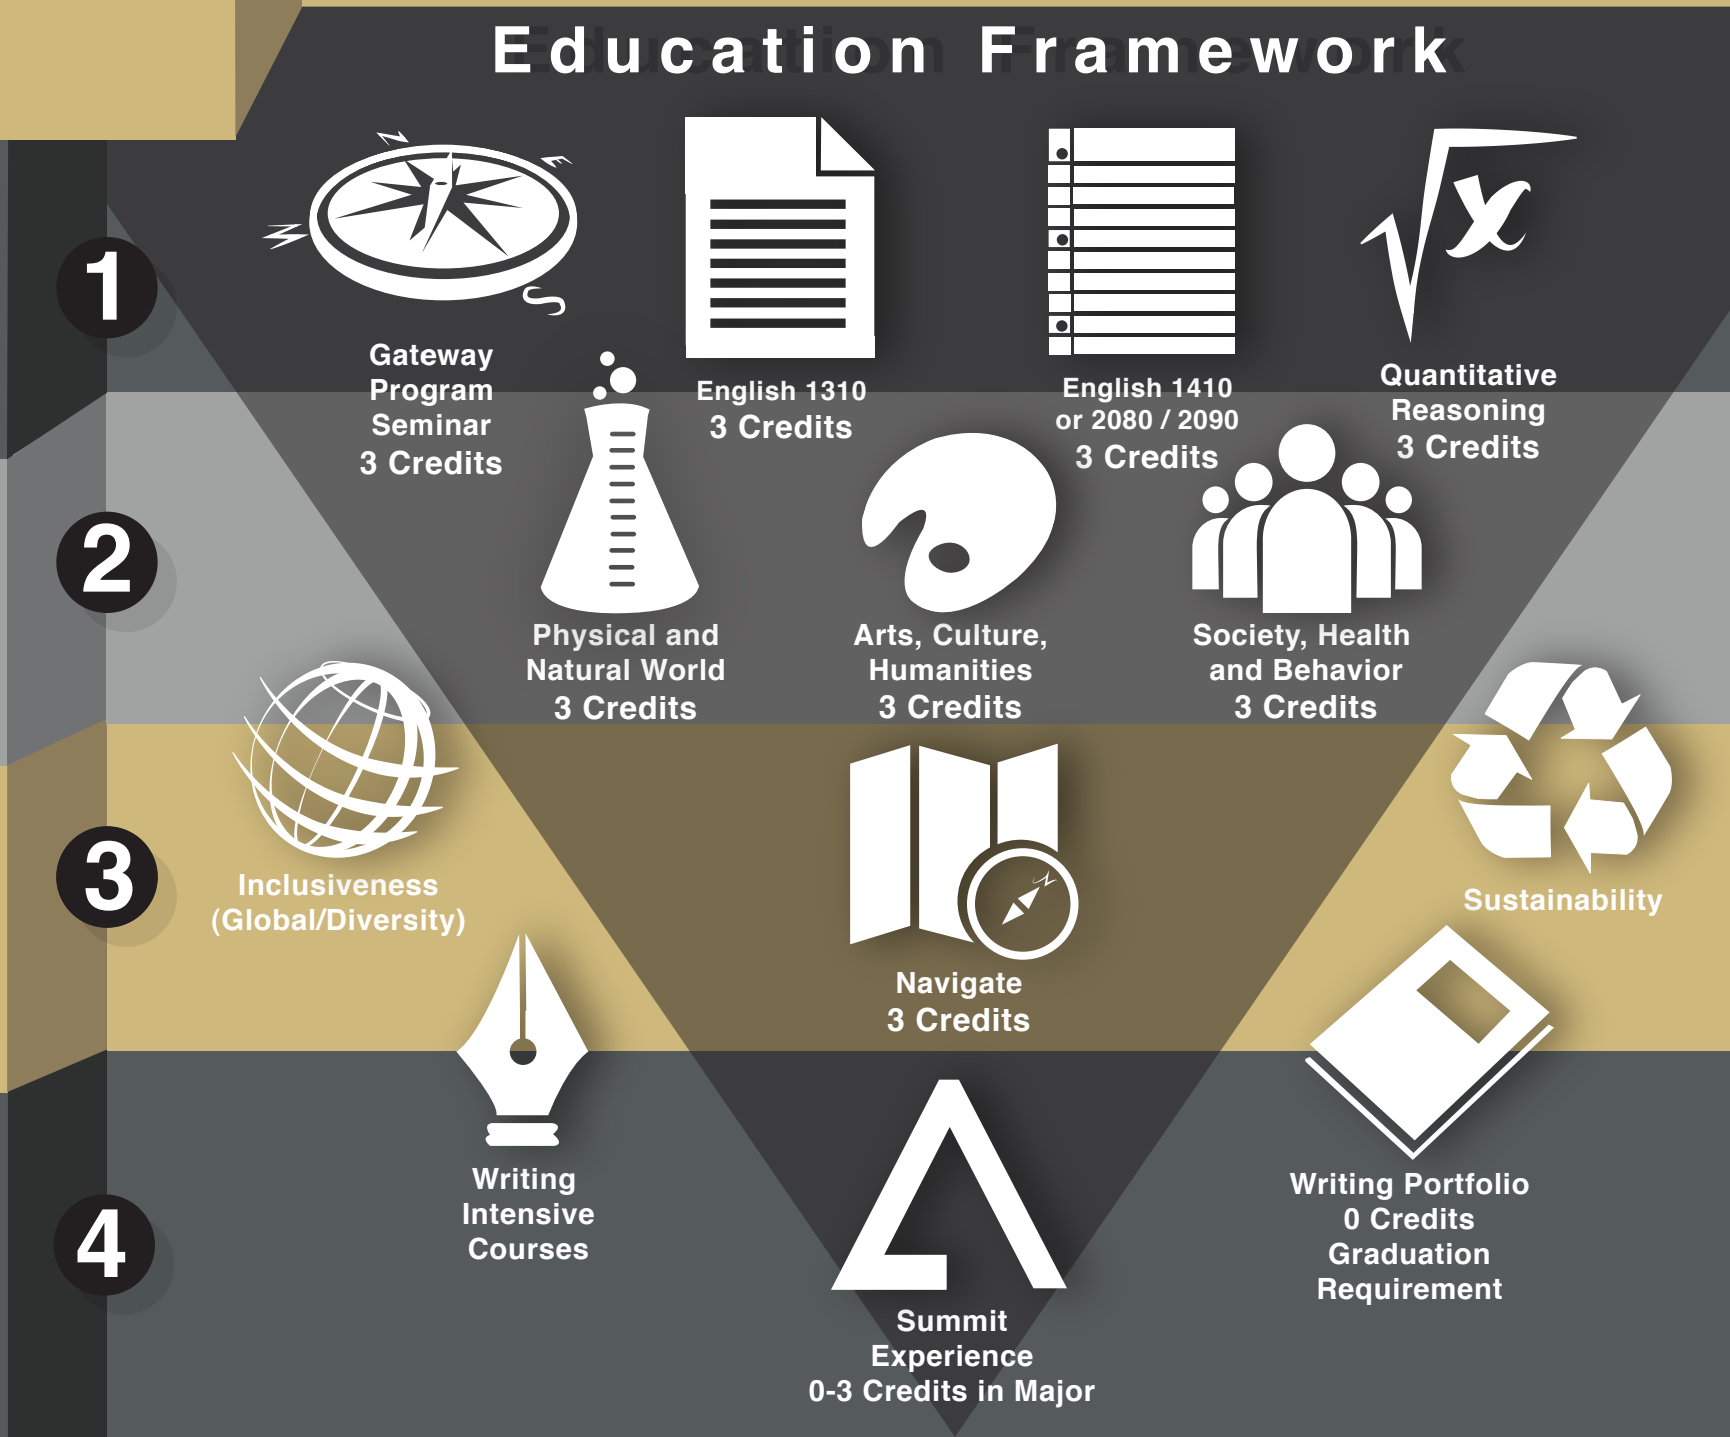 Education Framework
1
N
E
W
S
Gateway
Program
Seminar
3 Credits
English 1310
3 Credits
English 1410
or 2080 / 2090
3 Credits
x
Quantitative
Reasoning
3 Credits
2
Physical and
Natural World
3 Credits
Arts, Culture,
Humanities
3 Credits
Society, Health
and Behavior
3 Credits
3
Inclusiveness
(Global/Diversity)
N
Navigate
3 Credits
Sustainability
4
Writing
Intensive
Courses
Summit
Experience
0-3 Credits in Major
Writing Portfolio
0 Credits
Graduation
Requirement